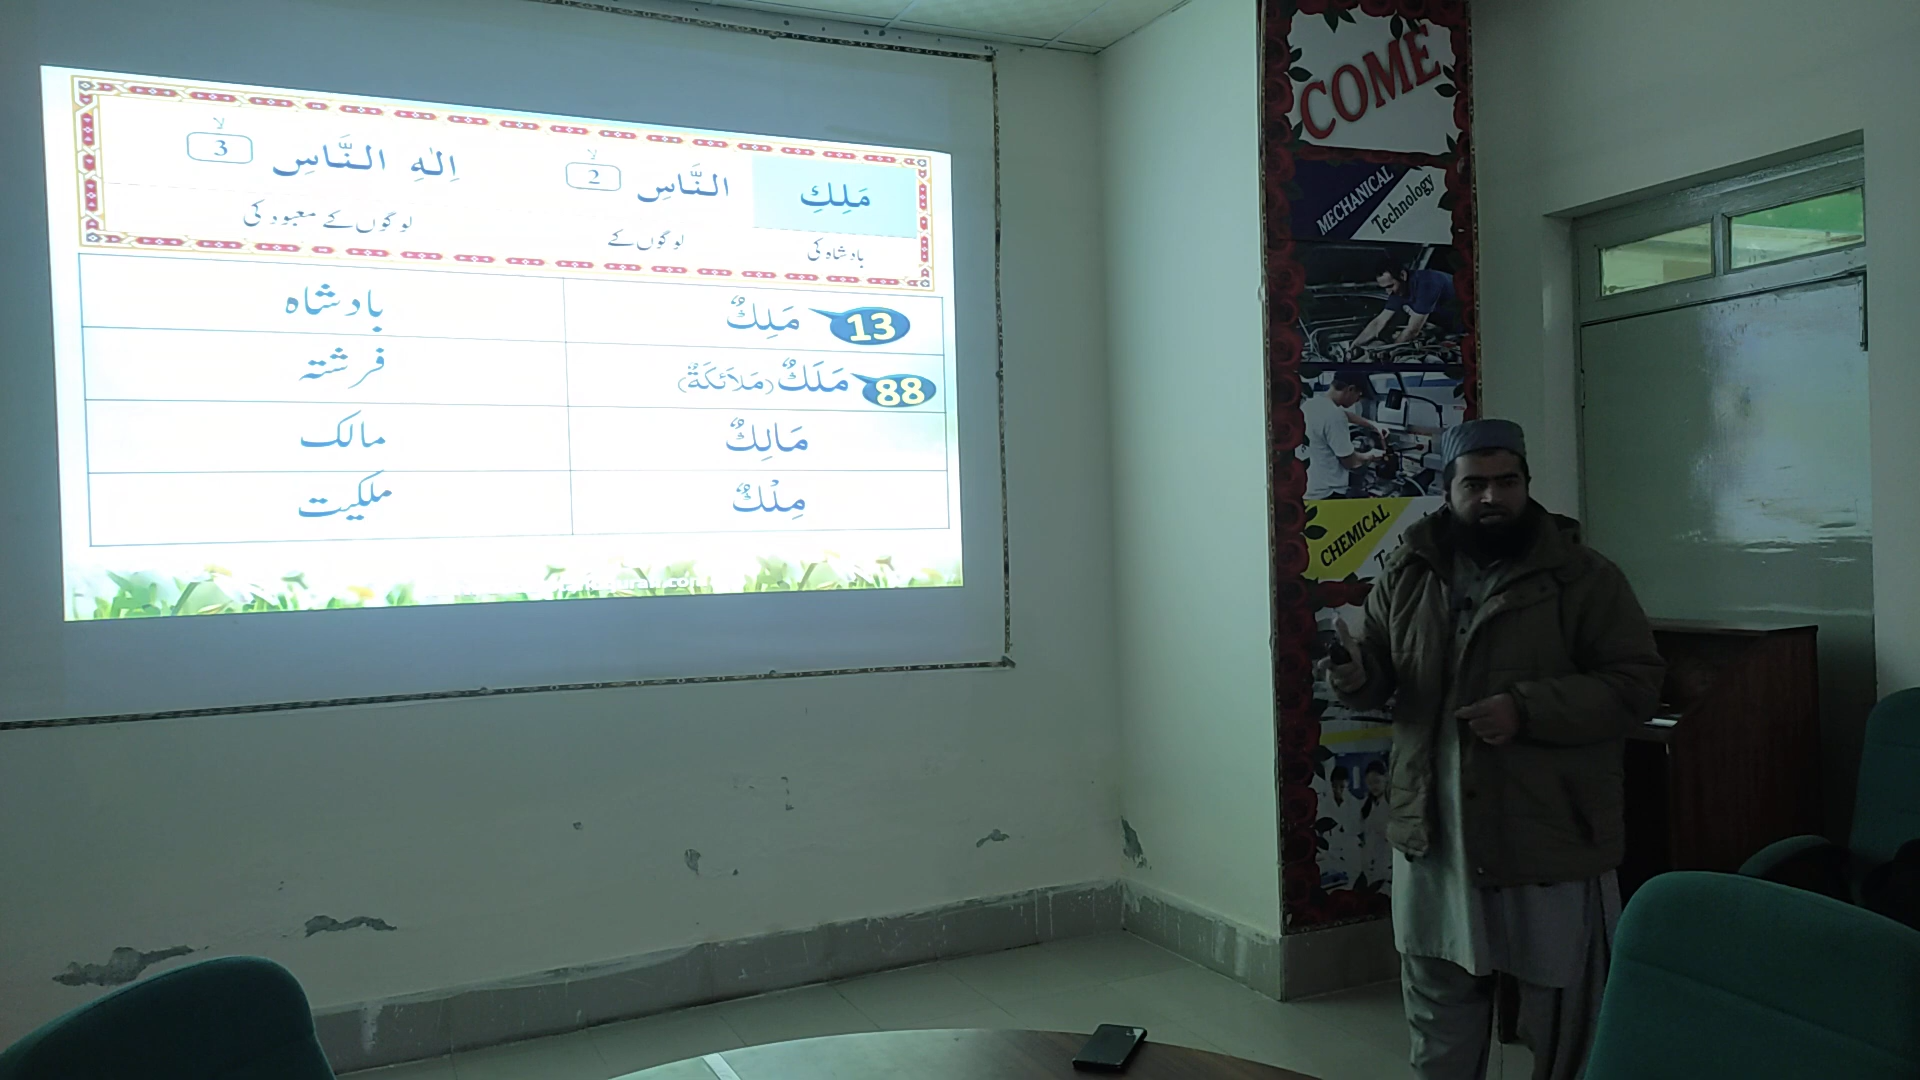 مَلِكِ النَّاسِ ۙ 2 اِلٰهِ النَّاسِ ۙ 3
بادشاہ کی لوگوں کے لوگوں کے معبود کی
13 مَلِكٌ بادشاہ
88 مَلَكٌ (مَلَائِكَةٌ) فرشتہ
مَالِكٌ مالک
مِلْكٌ ملکیت
COME
MECHANICAL
Technology
CHEMICAL